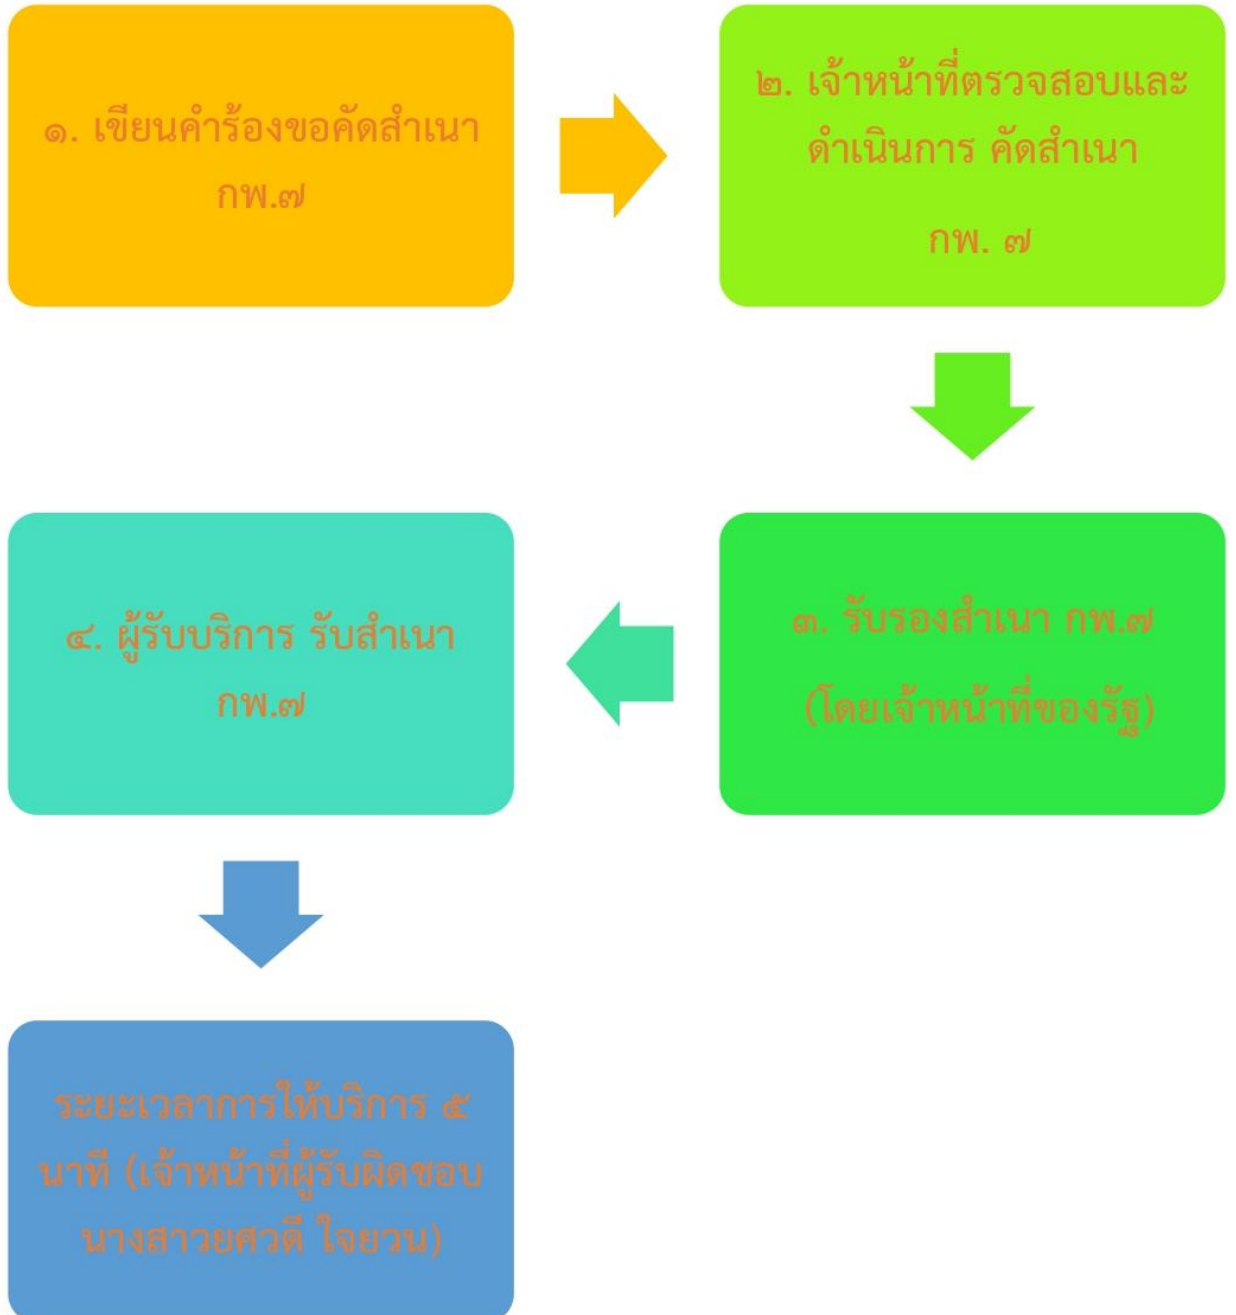 ๑. เขียนคำร้องขอคัดสำเนา
กพ.๗
๒. เจ้าหน้าที่ตรวจสอบและ
ดำเนินการ คัดสำเนา
กพ. ๗
๓. รับรองสำเนา กพ.๗
(โดยเจ้าหน้าที่ของรัฐ)
๔. ผู้รับบริการ รับสำเนา
กพ.๗
ระยะเวลาการให้บริการ ๕
นาที (เจ้าหน้าที่ผู้รับผิดชอบ
นางสาวยศวดี ใจยวน)